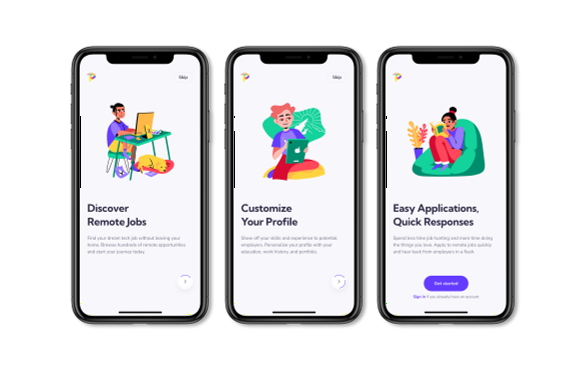 Skip
Discover
Remote Jobs
Find your dream tech job without leaving your
home. Browse hundreds of remote opportunities
and start your journey today.
Skip
Customize
Your Profile
Show off your skills and experience to potential
employers. Personalize your profile with your
education, work history, and portfolio.
Easy Applications,
Quick Responses
Spend less time job hunting and more time doing
the things you love. Apply to remote jobs quickly
and hear back from employers in a flash.
Get started
Sign in if you already have an account